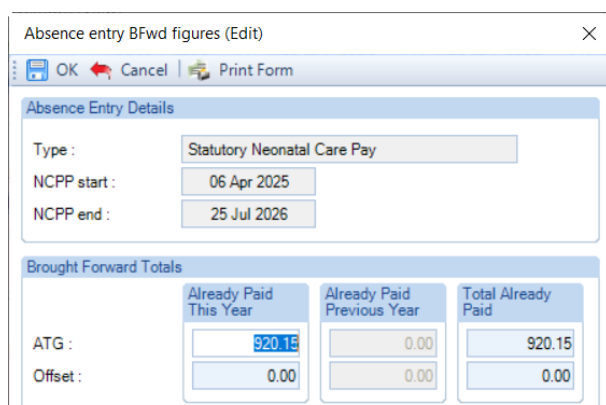 Absence entry BFwd figures (Edit)
OK Cancel Print Form
Absence Entry Details
Type : Statutory Neonatal Care Pay
NCPP start : 06 Apr 2025
NCPP end : 25 Jul 2026
Brought Forward Totals
Already Paid This Year Already Paid Previous Year Total Already Paid
ATG : 920.15 0.00 920.15
Offset : 0.00 0.00 0.00